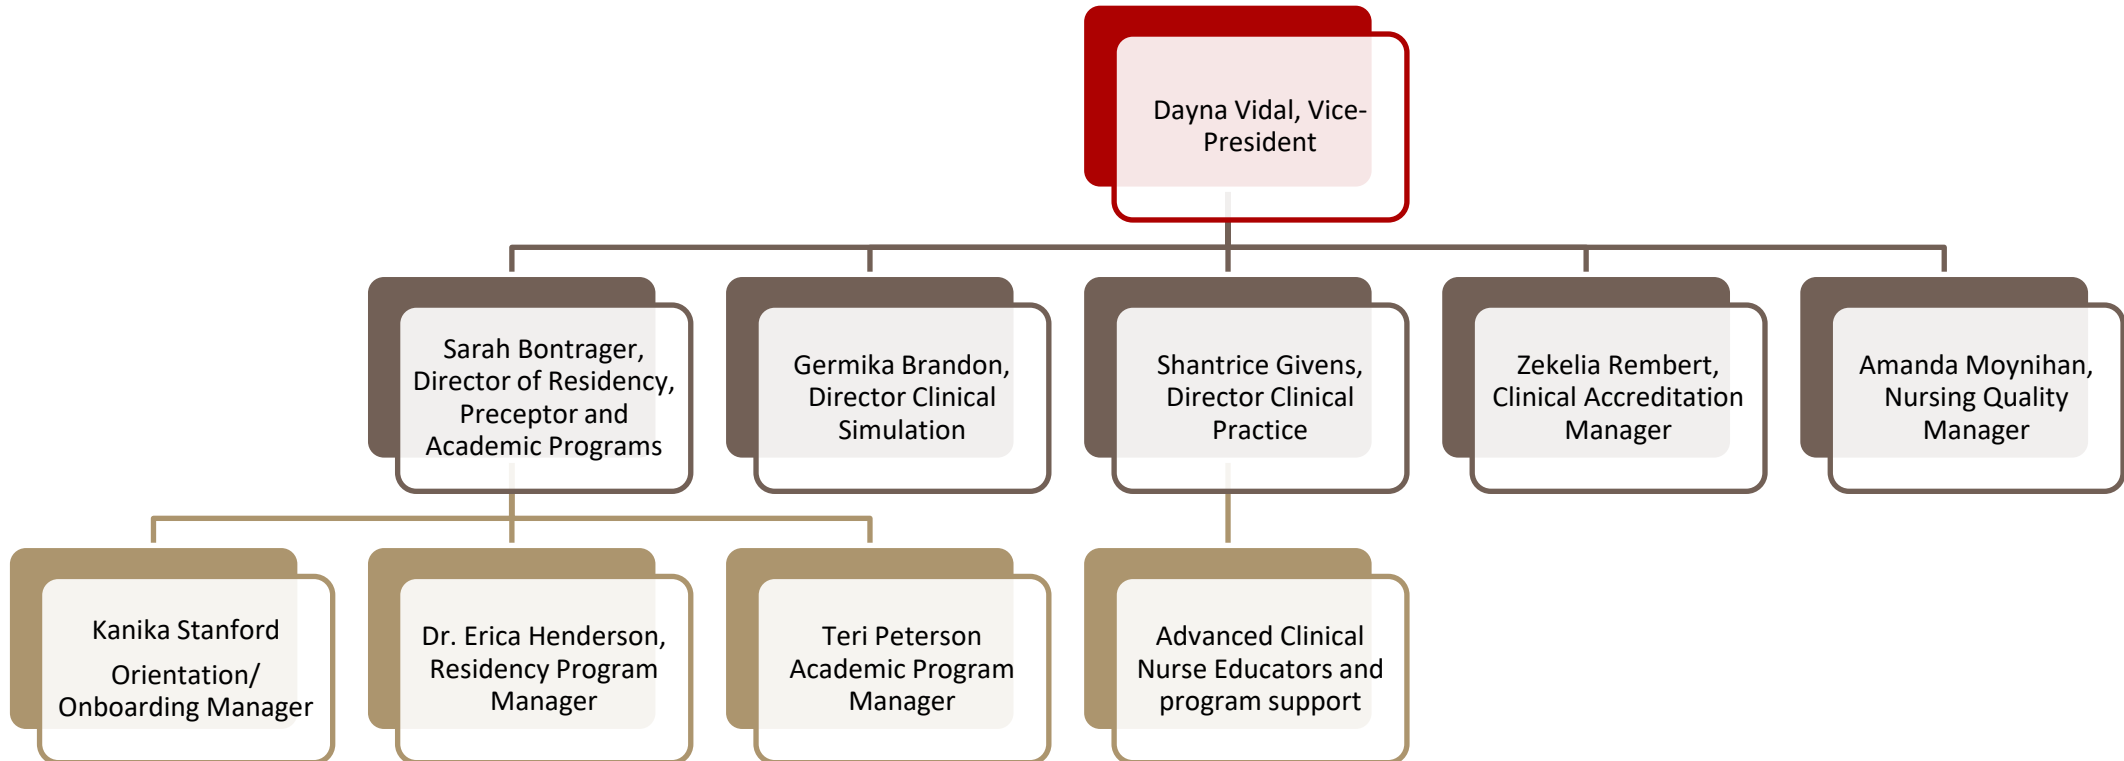 Dayna Vidal, Vice-
President
Sarah Bontrager,
Director of Residency,
Preceptor and
Academic Programs
Germika Brandon,
Director Clinical
Simulation
Shantrice Givens,
Director Clinical
Practice
Zekelia Rembert,
Clinical Accreditation
Manager
Amanda Moynihan,
Nursing Quality
Manager
Kanika Stanford
Orientation/
Onboarding Manager
Dr. Erica Henderson,
Residency Program
Manager
Teri Peterson
Academic Program
Manager
Advanced Clinical
Nurse Educators and
program support